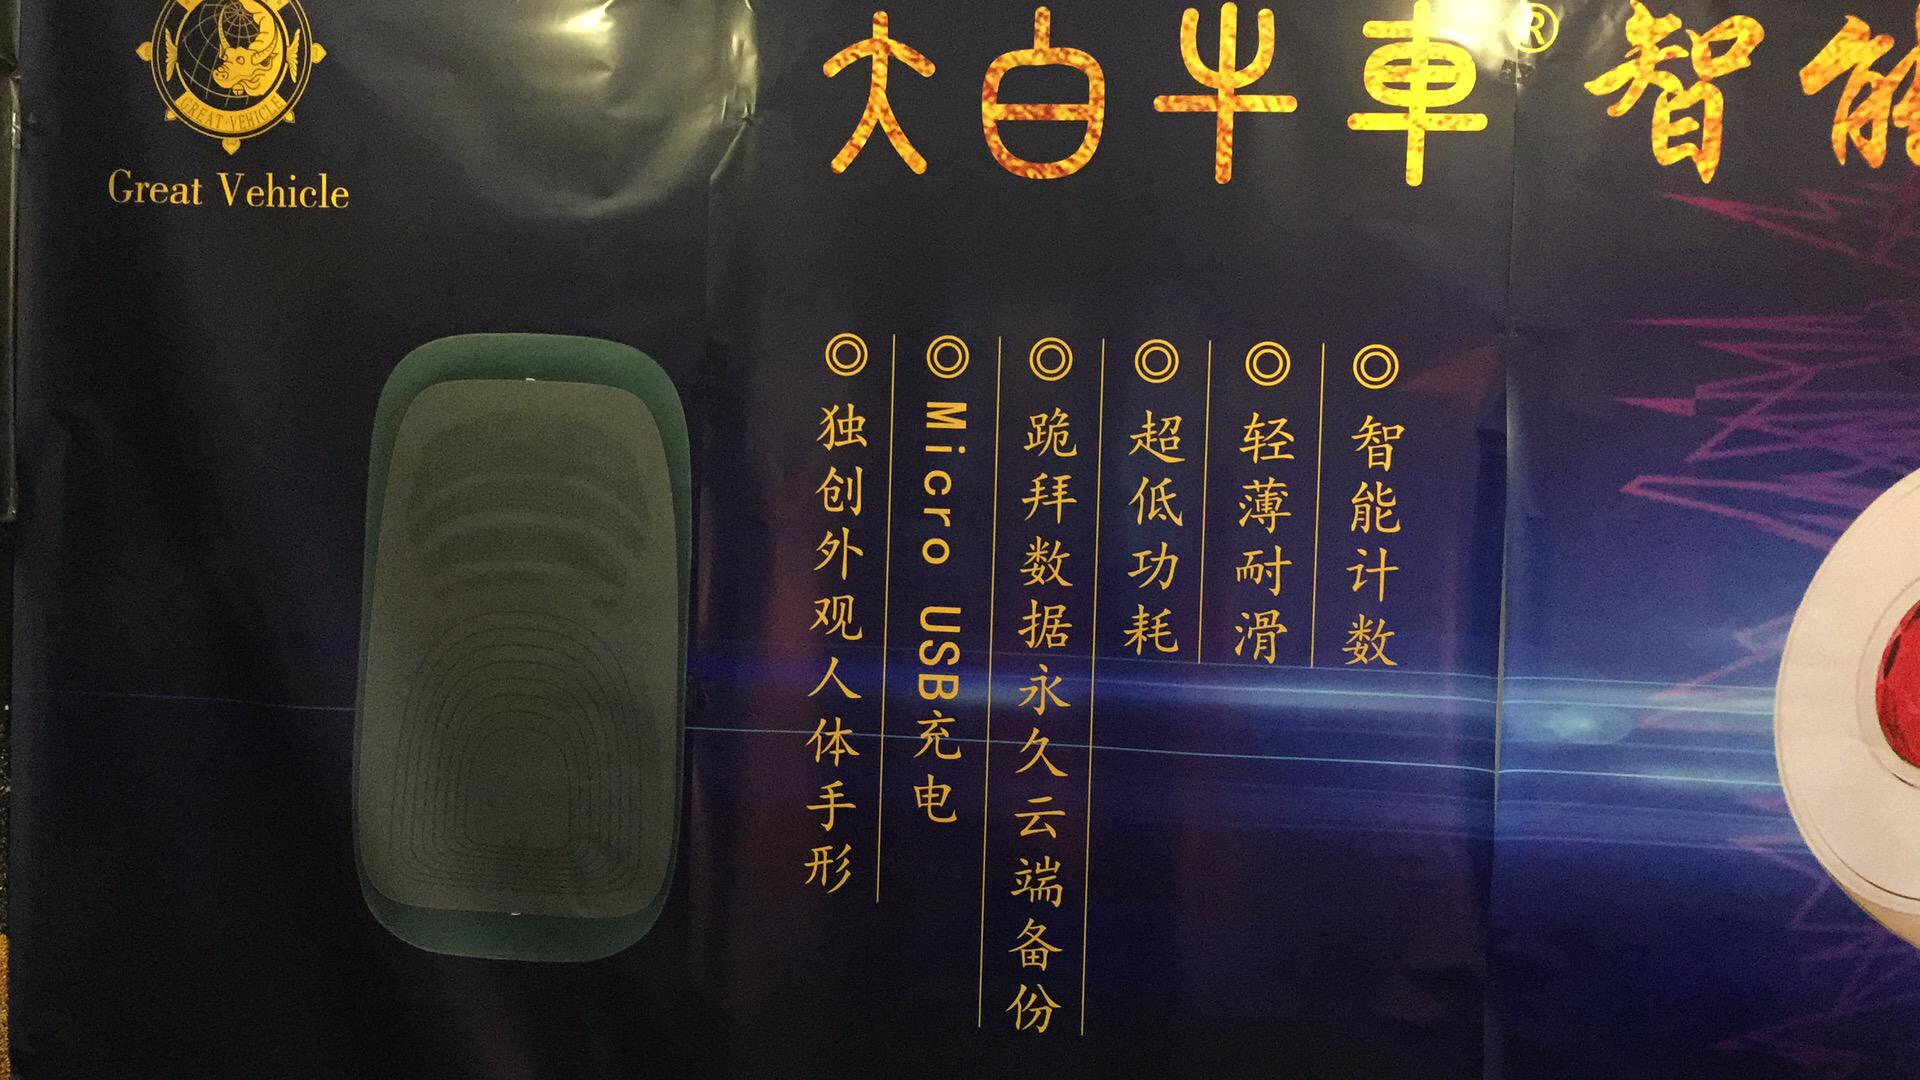 GREAT VEHICLE
Great Vehicle
大白牛車®智能
智能计数
轻薄耐滑
超低功耗
跪拜数据永久云端备份
Micro USB充电
独创外观人体手形